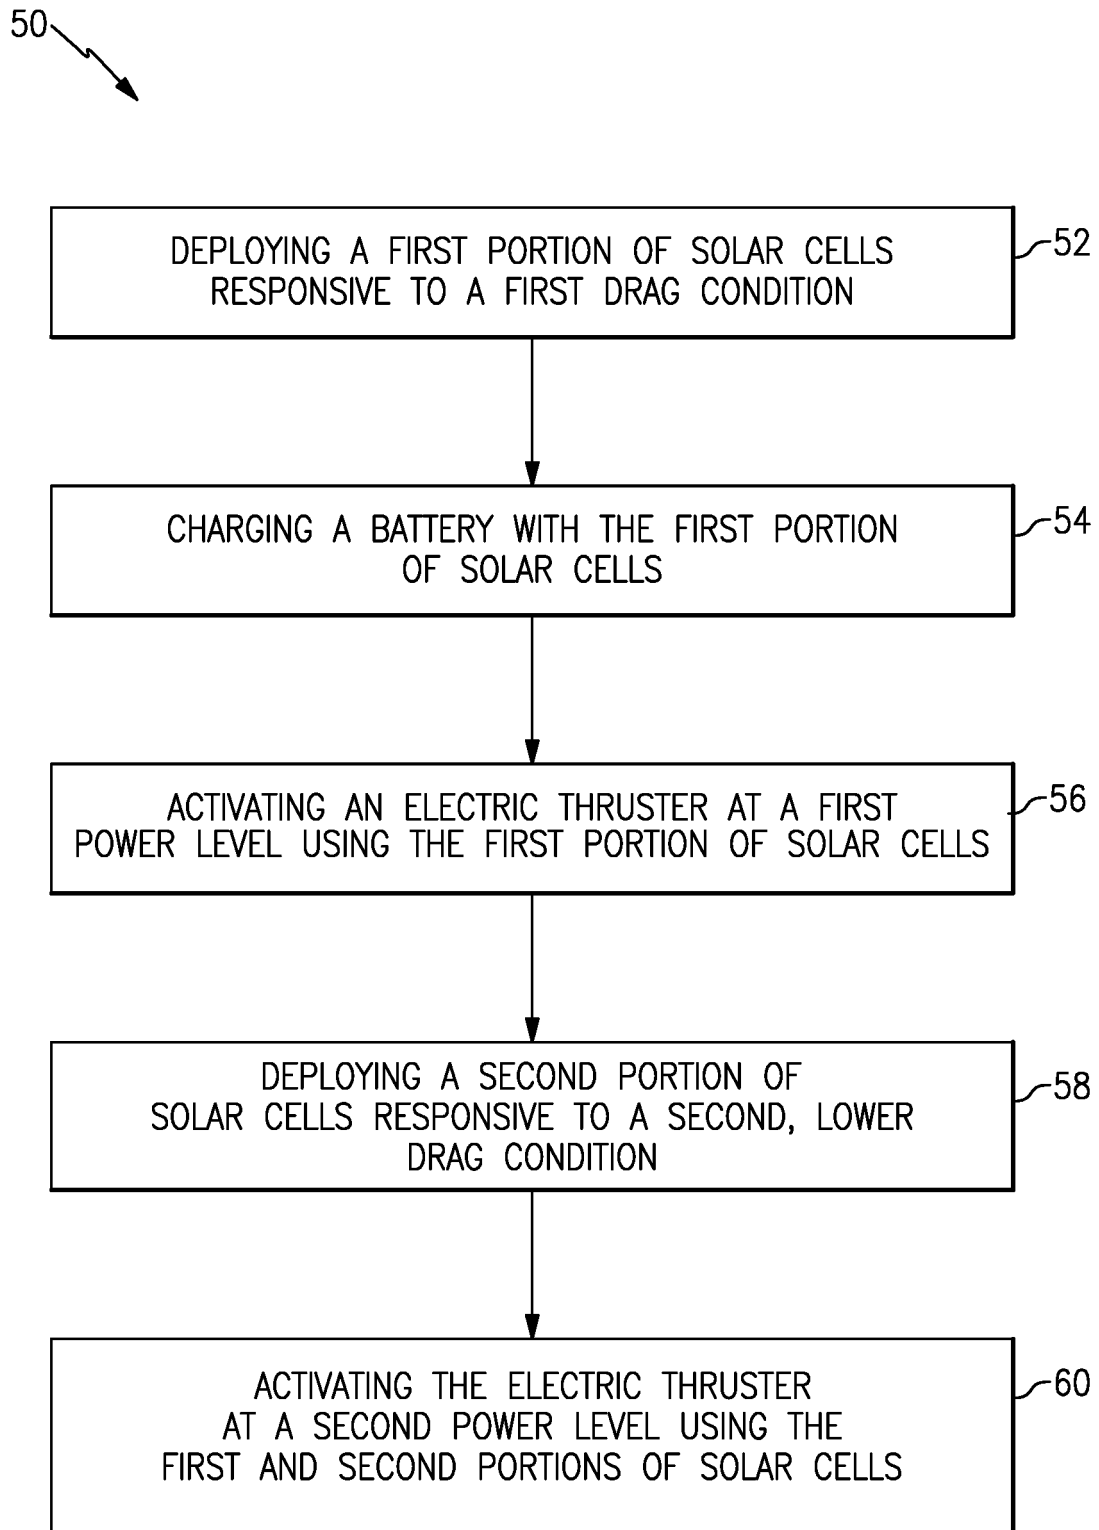 50
DEPLOYING A FIRST PORTION OF SOLAR CELLS
RESPONSIVE TO A FIRST DRAG CONDITION
52
CHARGING A BATTERY WITH THE FIRST PORTION
OF SOLAR CELLS
54
ACTIVATING AN ELECTRIC THRUSTER AT A FIRST
POWER LEVEL USING THE FIRST PORTION OF SOLAR CELLS
56
DEPLOYING A SECOND PORTION OF
SOLAR CELLS RESPONSIVE TO A SECOND, LOWER
DRAG CONDITION
58
ACTIVATING THE ELECTRIC THRUSTER
AT A SECOND POWER LEVEL USING THE
FIRST AND SECOND PORTIONS OF SOLAR CELLS
60